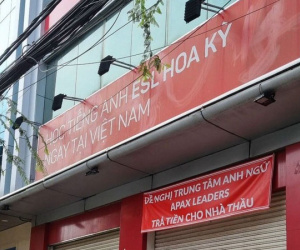 HỌC TIẾNG ANH ESL HOA KỲ
NGAY TẠI VIỆT NAM
ĐỀ NGHỊ TRUNG TÂM ANH NGỮ
APAX LEADERS
TRẢ TIỀN CHO NHÀ THẦU